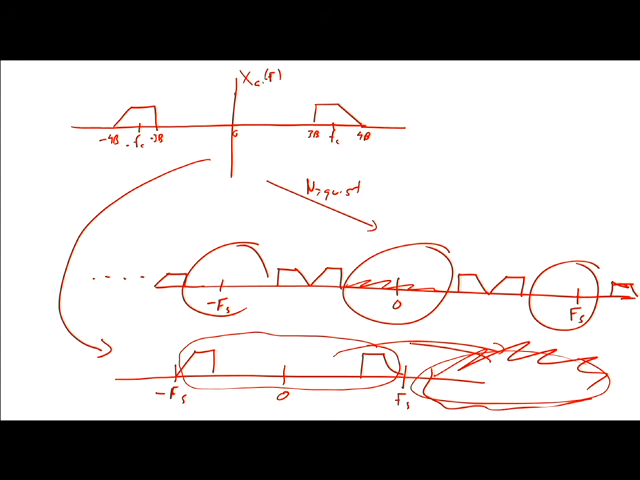 Xc(F)
-4B -fc -3B 0 3B fc 4B
Nyquist
.....
-Fs 0 Fs
-Fs 0 Fs